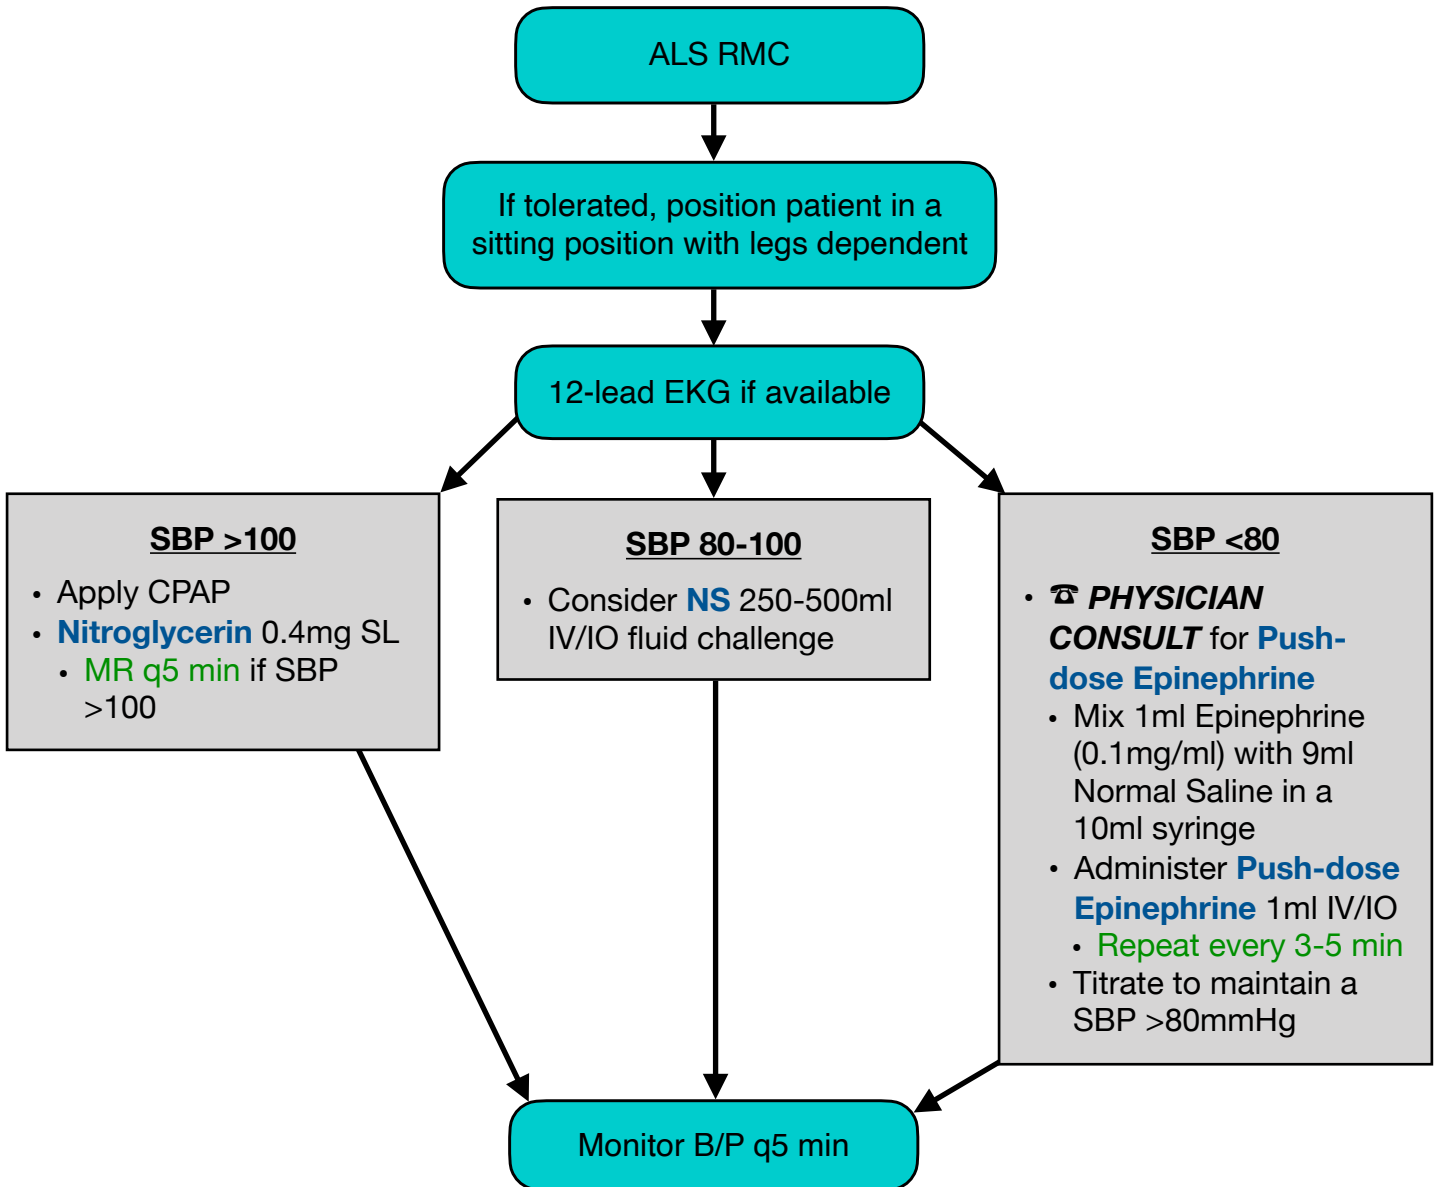 ALS RMC
If tolerated, position patient in a
sitting position with legs dependent
12-lead EKG if available
SBP >100
• Apply CPAP
• Nitroglycerin 0.4mg SL
• MR q5 min if SBP
>100
SBP 80-100
• Consider NS 250-500ml
IV/IO fluid challenge
SBP <80
• ☎ PHYSICIAN
CONSULT for Push-
dose Epinephrine
• Mix 1ml Epinephrine
(0.1mg/ml) with 9ml
Normal Saline in a
10ml syringe
• Administer Push-dose
Epinephrine 1ml IV/IO
• Repeat every 3-5 min
• Titrate to maintain a
SBP >80mmHg
Monitor B/P q5 min